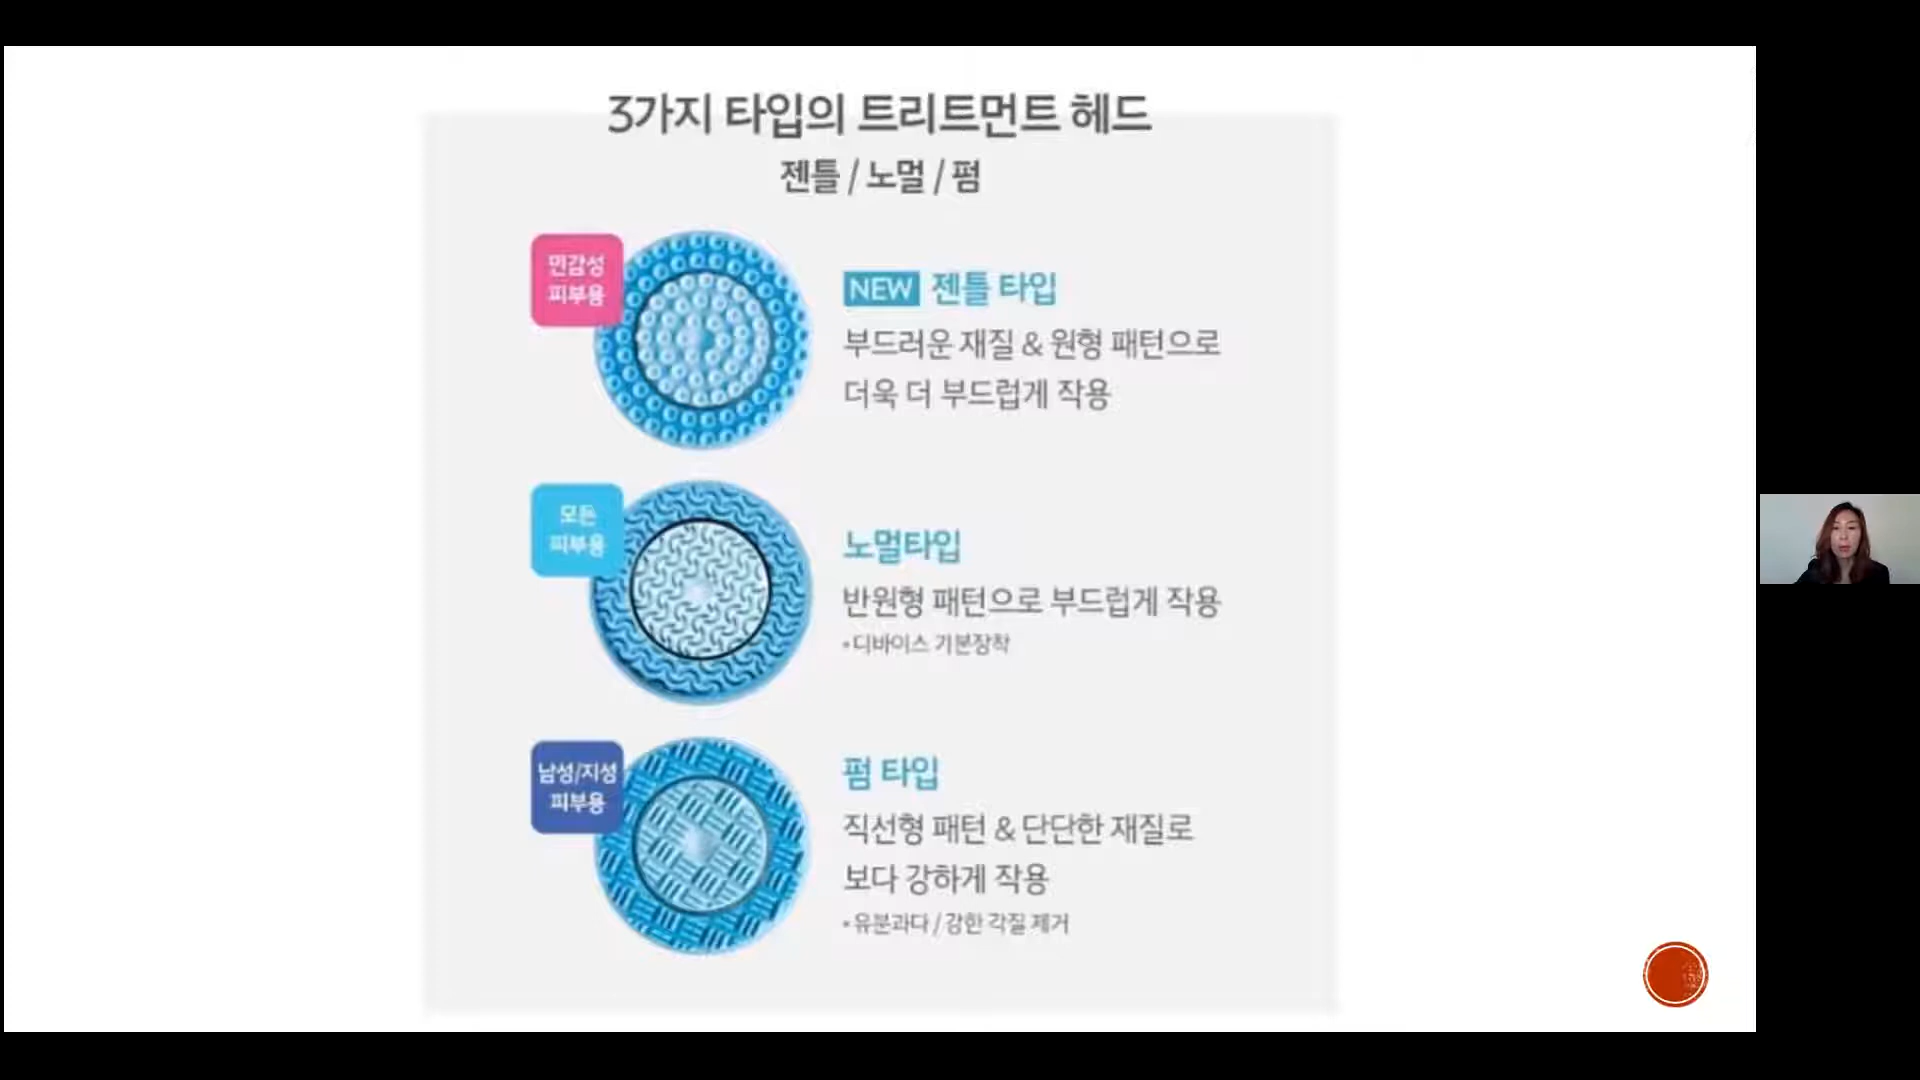 3가지 타입의 트리트먼트 헤드
젠틀 / 노멀 / 펌
민감성
피부용
NEW 젠틀 타입
부드러운 재질 & 원형 패턴으로
더욱 더 부드럽게 작용
모든
피부용
노멀타입
반원형 패턴으로 부드럽게 작용
*디바이스 기본장착
남성/지성
피부용
펌 타입
직선형 패턴 & 단단한 재질로
보다 강하게 작용
*유분과다 / 강한 각질 제거